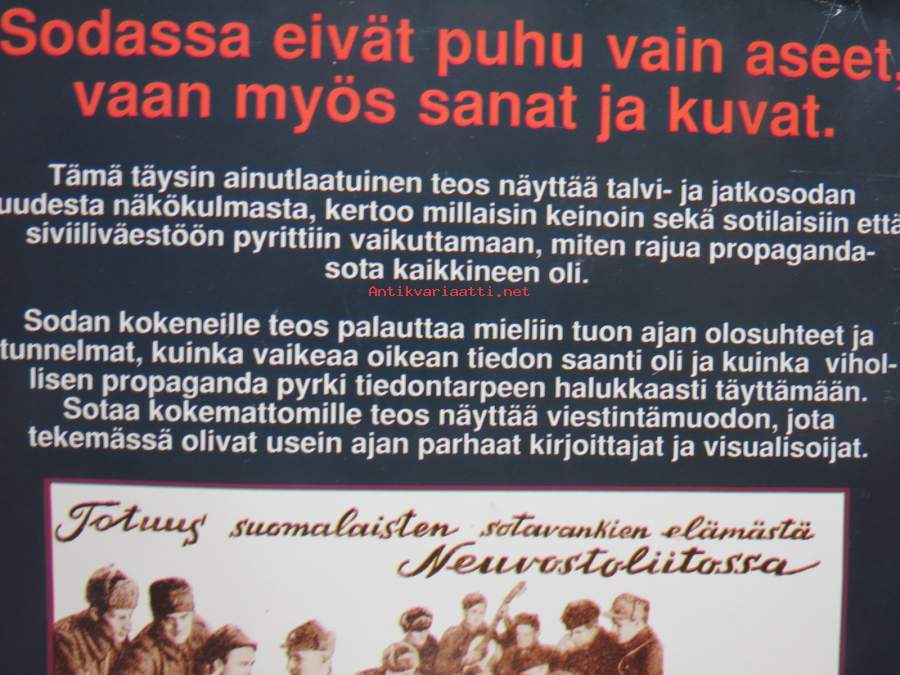 Sodassa eivät puhu vain aseet,
vaan myös sanat ja kuvat.
Tämä täysin ainutlaatuinen teos näyttää talvi- ja jatkosodan
uudesta näkökulmasta, kertoo millaisin keinoin sekä sotilaisiin että
siviiliväestöön pyrittiin vaikuttamaan, miten rajua propaganda-
sota kaikkineen oli.
Antikvariaatti.net
Sodan kokeneille teos palauttaa mieliin tuon ajan olosuhteet ja
tunnelmat, kuinka vaikeaa oikean tiedon saanti oli ja kuinka vihol-
lisen propaganda pyrki tiedontarpeen halukkaasti täyttämään.
Sotaa kokemattomille teos näyttää viestintämuodon, jota
tekemässä olivat usein ajan parhaat kirjoittajat ja visualisoijat.
Totuus suomalaisten sotavankien elämästä
Neuvostoliitossa